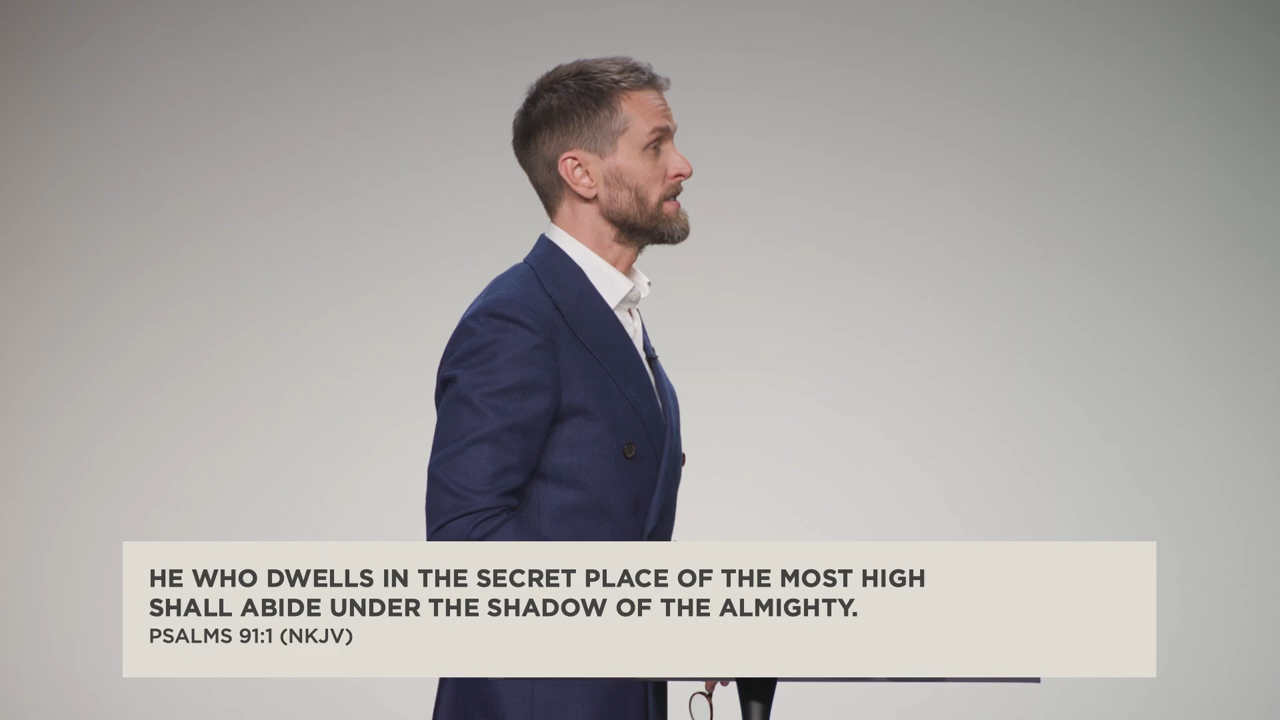 HE WHO DWELLS IN THE SECRET PLACE OF THE MOST HIGH
SHALL ABIDE UNDER THE SHADOW OF THE ALMIGHTY.
PSALMS 91:1 (NKJV)